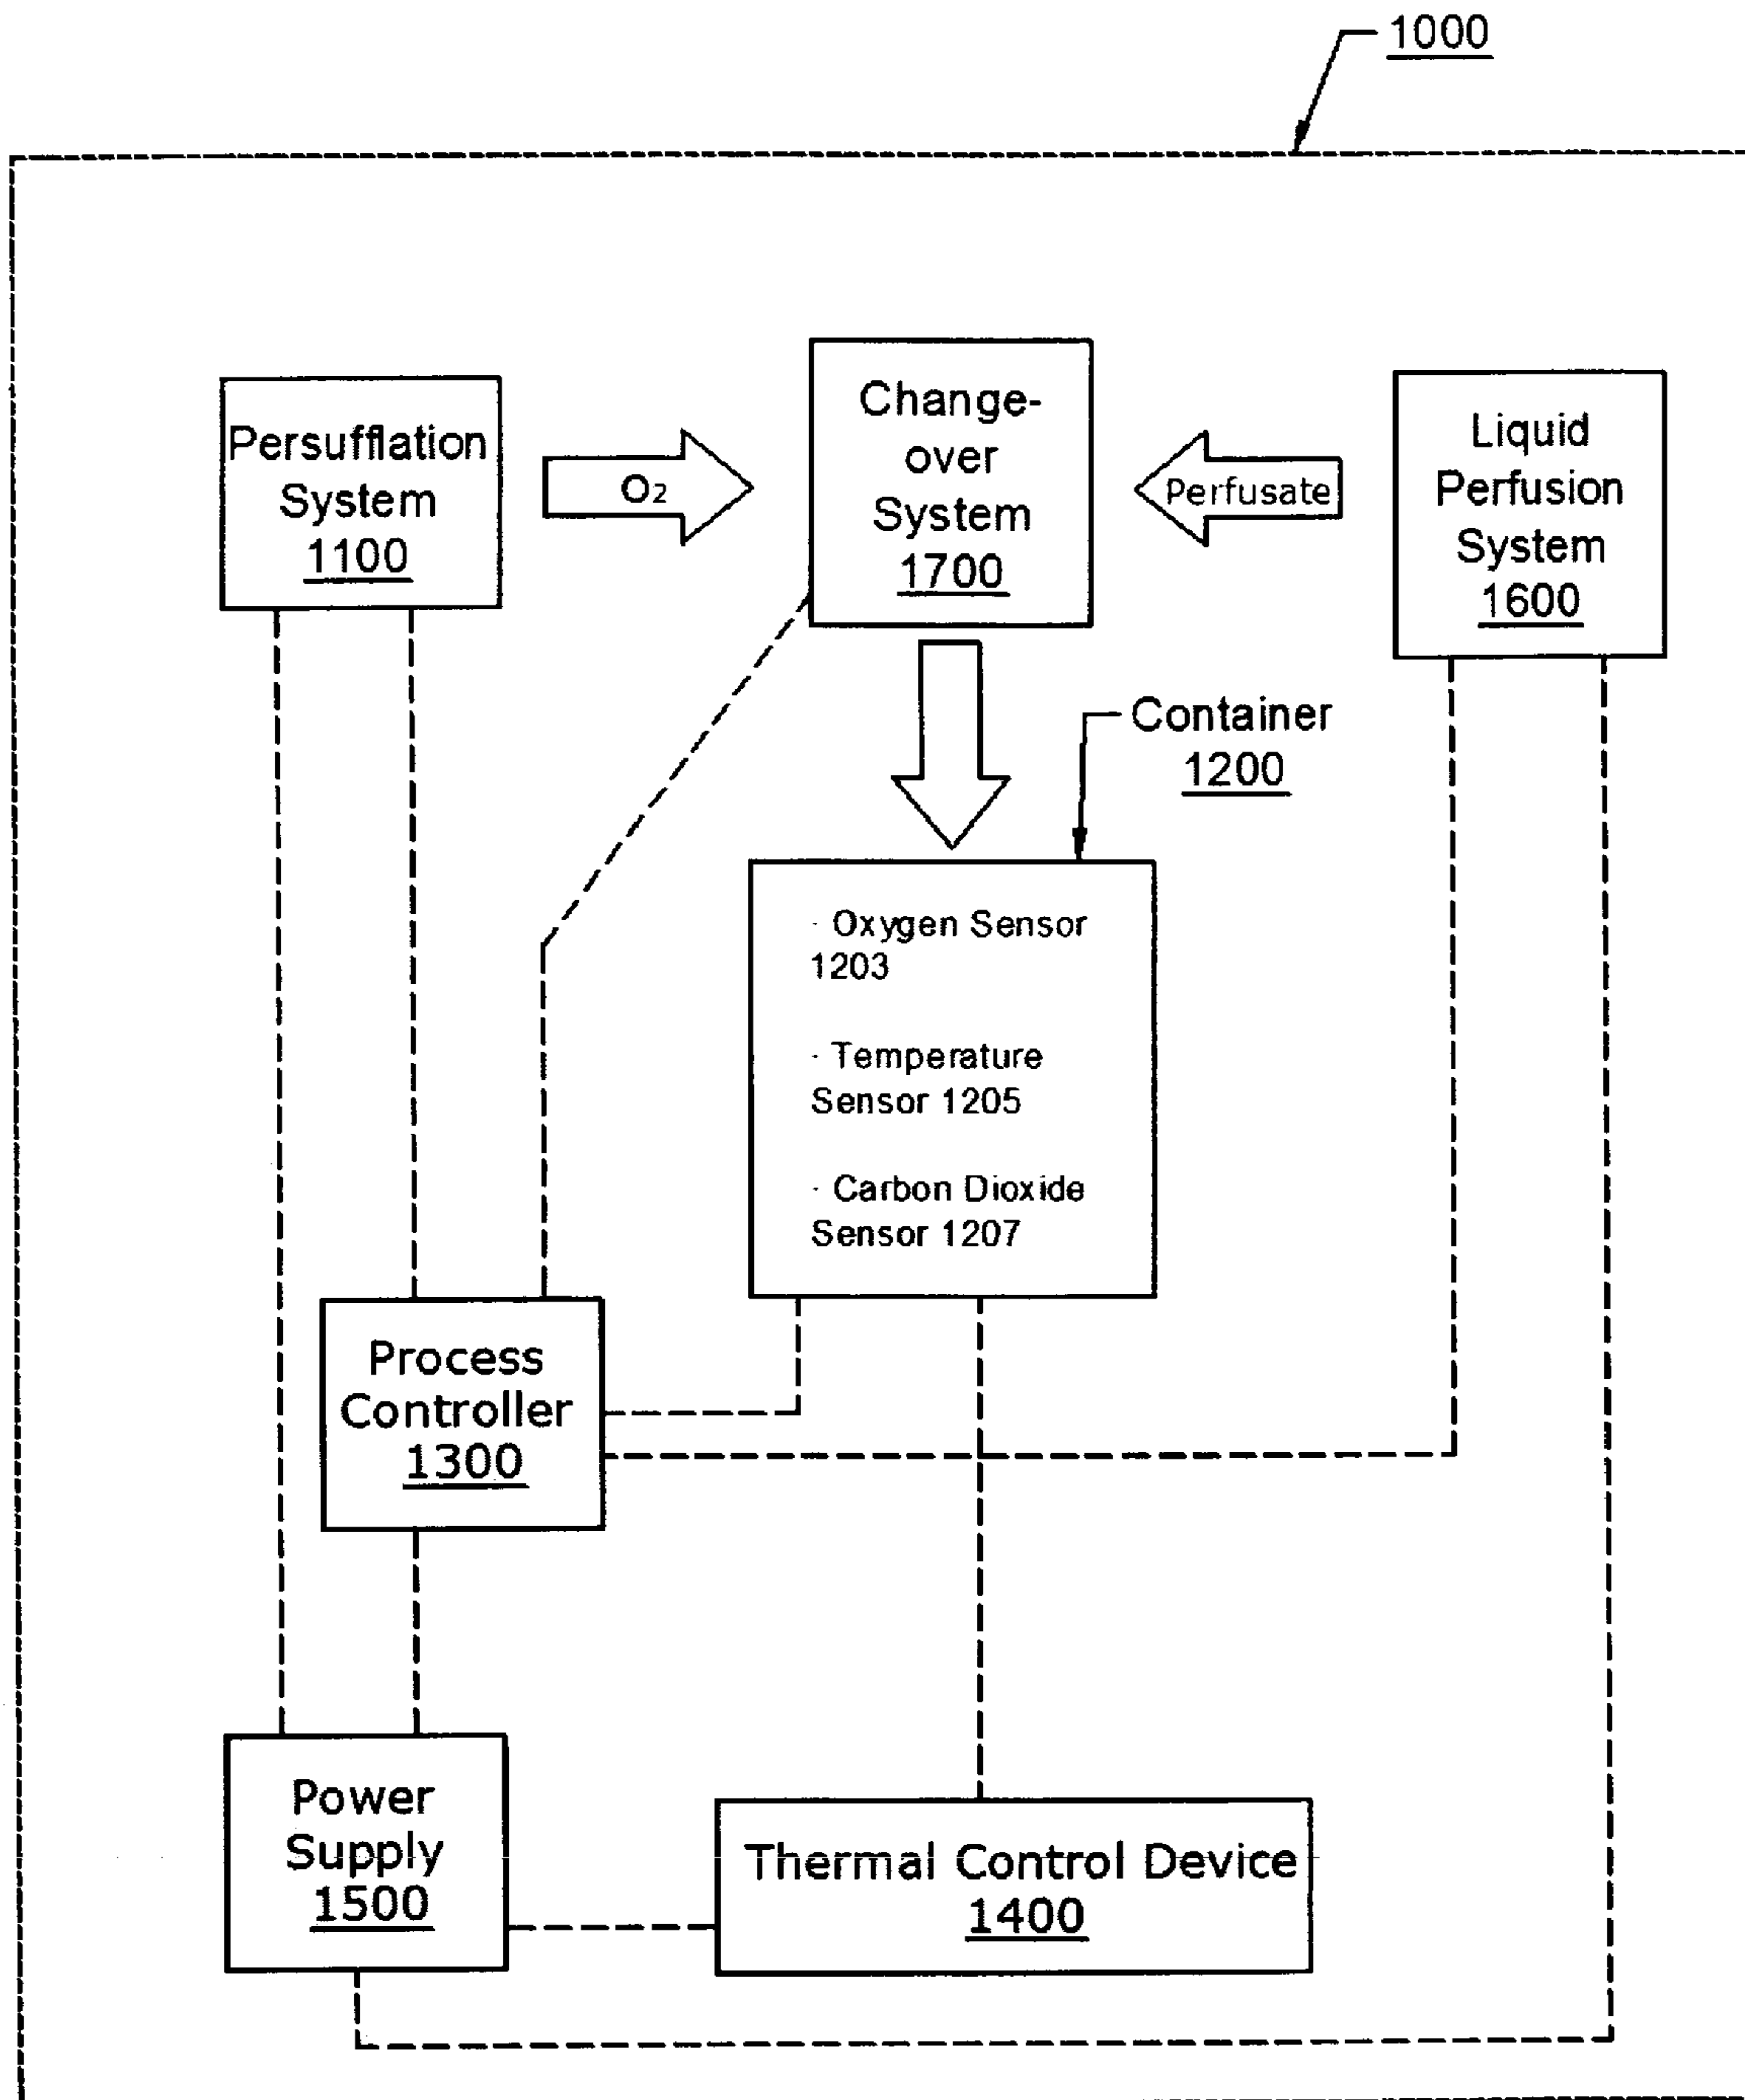 1000
Persufflation
System
1100
O2
Change-
over
System
1700
Perfusate
Liquid
Perfusion
System
1600
Container
1200
· Oxygen Sensor
1203
· Temperature
Sensor 1205
· Carbon Dioxide
Sensor 1207
Process
Controller
1300
Power
Supply
1500
Thermal Control Device
1400